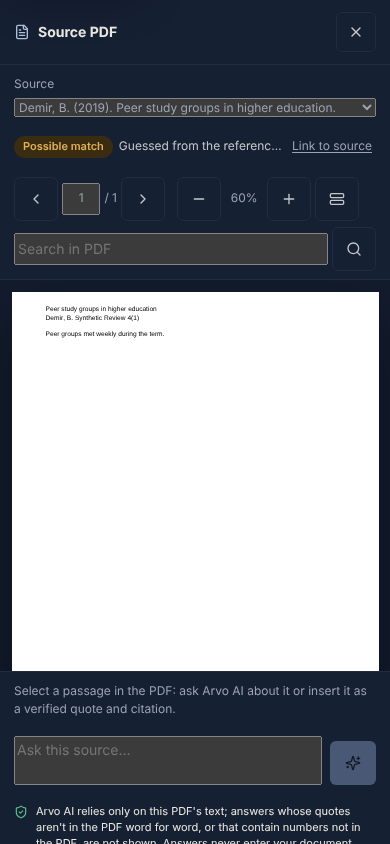 Source PDF
Source
Demir, B. (2019). Peer study groups in higher education.
Possible match Guessed from the referenc... Link to source
1 / 1 60%
Search in PDF
Peer study groups in higher education
Demir, B. Synthetic Review 4(1)
Peer groups met weekly during the term.
Select a passage in the PDF: ask Arvo AI about it or insert it as
a verified quote and citation.
Ask this source...
Arvo AI relies only on this PDF's text; answers whose quotes
aren't in the PDF word for word, or that contain numbers not in
the PDF, are not shown. Answers never enter your document